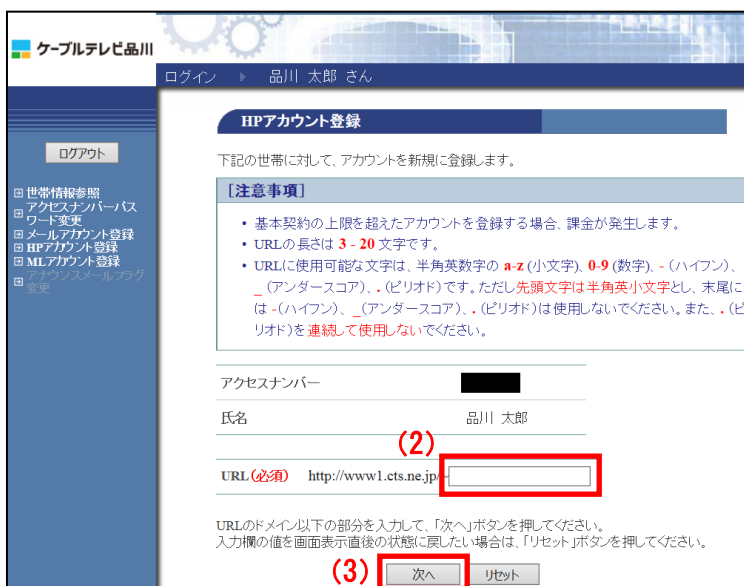 ケーブルテレビ品川
ログイン ▶ 品川 太郎 さん
ログアウト
世帯情報参照
アクセスナンバーパス
ワード変更
メールアカウント登録
HPアカウント登録
MLアカウント登録
アナウンスメールフラグ
変更
HPアカウント登録
下記の世帯に対して、アカウントを新規に登録します。
[注意事項]
• 基本契約の上限を超えたアカウントを登録する場合、課金が発生します。
• URLの長さは 3 - 20 文字です。
• URLに使用可能な文字は、半角英数字の a-z (小文字)、0-9 (数字)、- (ハイフン)、
_ (アンダースコア)、. (ピリオド)です。ただし先頭文字は半角英小文字とし、末尾に
は -(ハイフン)、_(アンダースコア)、. (ピリオド)は使用しないでください。また、. (ピ
リオド)を連続して使用しないでください。
アクセスナンバー
氏名 品川 太郎
(2)
URL(必須) http://www1.cts.ne.jp/~
URLのドメイン以下の部分を入力して、「次へ」ボタンを押してください。
入力欄の値を画面表示直後の状態に戻したい場合は、「リセット」ボタンを押してください。
(3) 次へ リセット